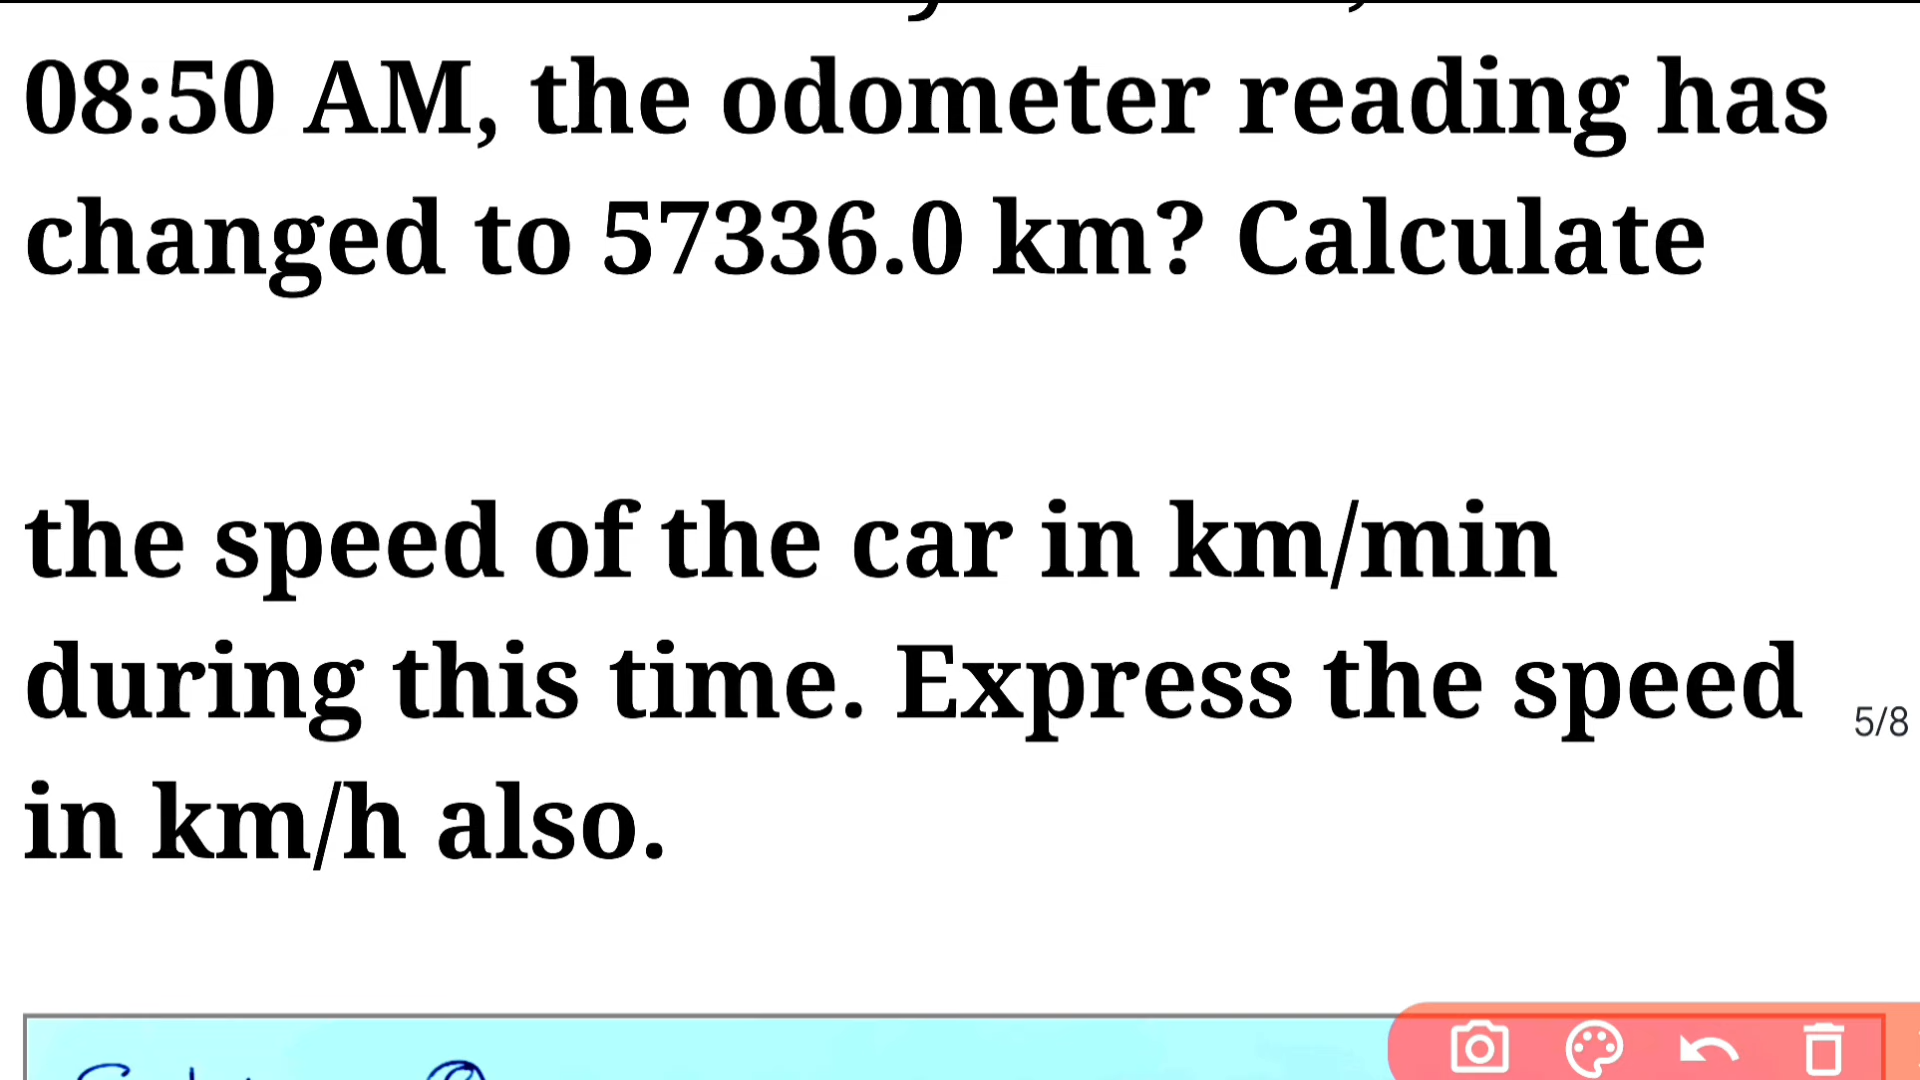 08:50 AM, the odometer reading has
changed to 57336.0 km? Calculate
the speed of the car in km/min
during this time. Express the speed
5/8
in km/h also.